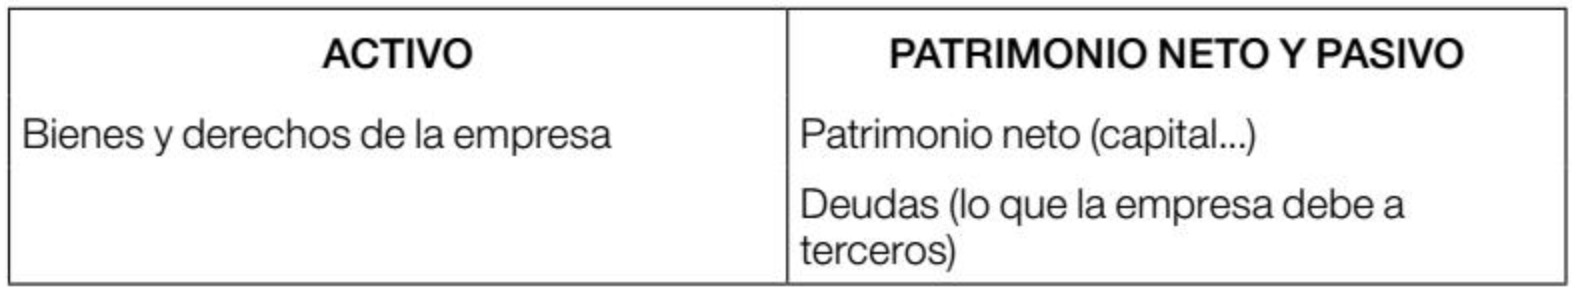 ACTIVO
PATRIMONIO NETO Y PASIVO
Bienes y derechos de la empresa
Patrimonio neto (capital...)
Deudas (lo que la empresa debe a
terceros)